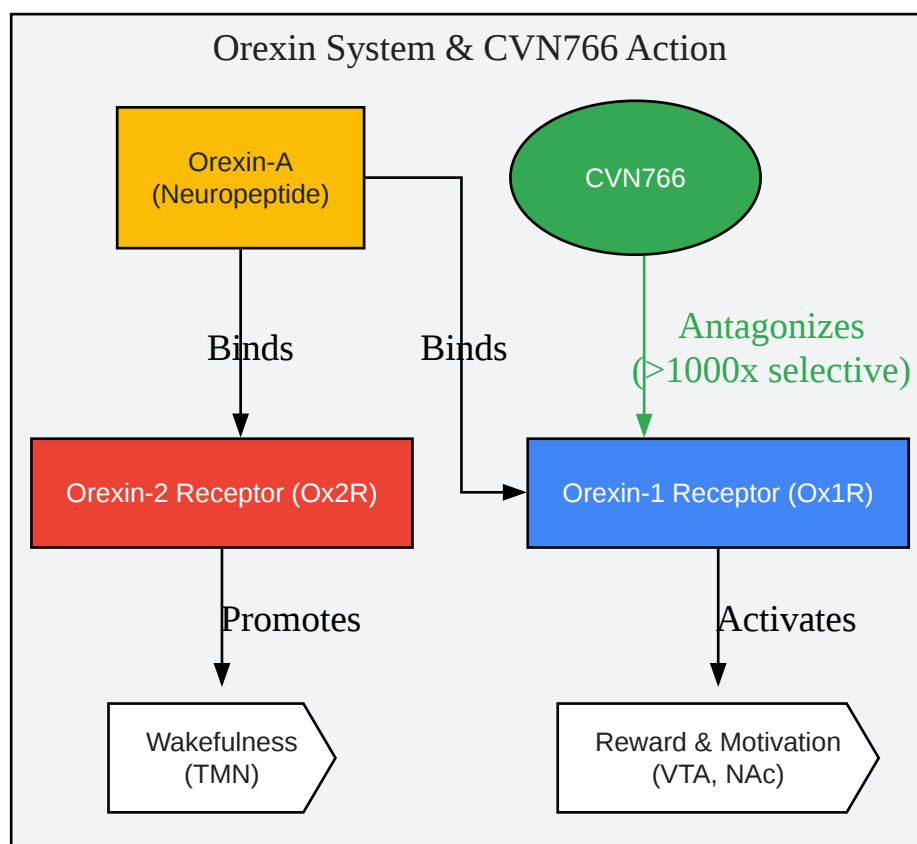 Orexin System & CVN766 Action
Orexin-A
(Neuropeptide)
CVN766
Binds
Binds
Antagonizes
(>1000x selective)
Orexin-2 Receptor (Ox2R)
Orexin-1 Receptor (Ox1R)
Promotes
Activates
Wakefulness
(TMN)
Reward & Motivation
(VTA, NAc)